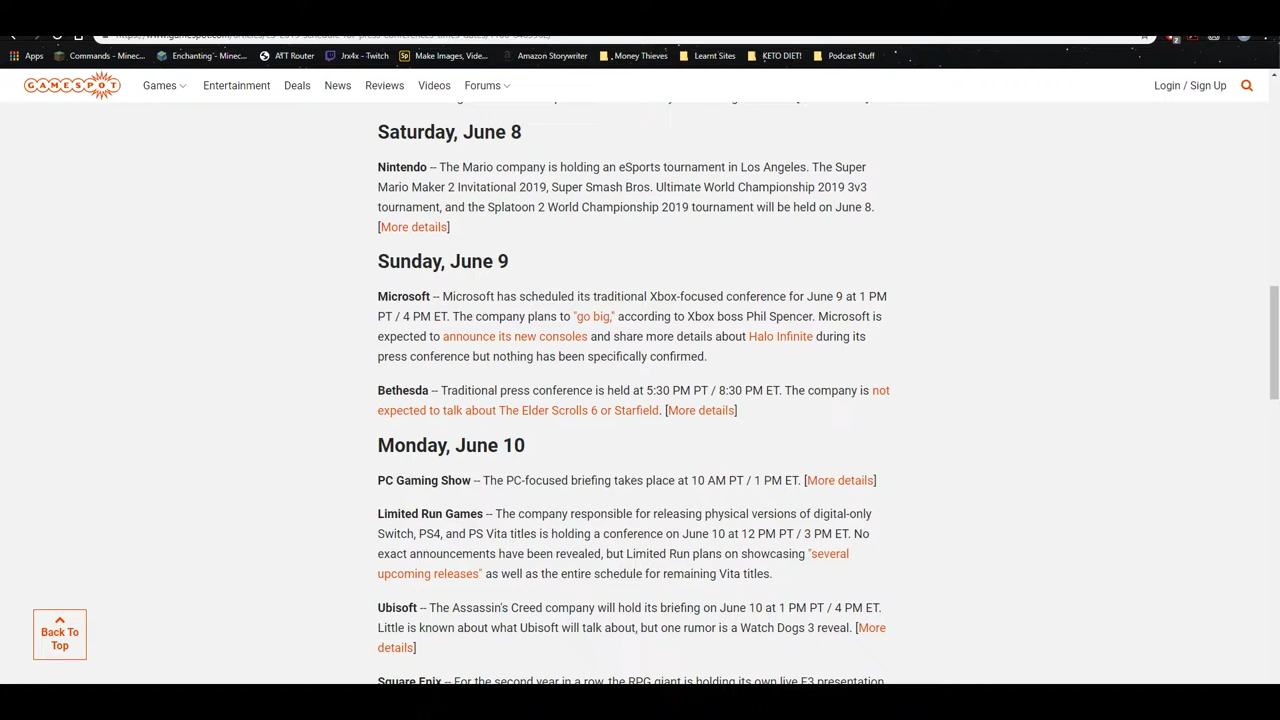 Apps
Commands - Minec...
Enchanting – Minec...
ATT Router
Jrx4x - Twitch
Make Images, Vide...
Amazon Storywriter
Money Thieves
Learnt Sites
KETO DIET!
Podcast Stuff
GAMESPOT
Games
Entertainment
Deals
News
Reviews
Videos
Forums
Login / Sign Up
Saturday, June 8
Nintendo -- The Mario company is holding an eSports tournament in Los Angeles. The Super
Mario Maker 2 Invitational 2019, Super Smash Bros. Ultimate World Championship 2019 3v3
tournament, and the Splatoon 2 World Championship 2019 tournament will be held on June 8.
[More details]
Sunday, June 9
Microsoft -- Microsoft has scheduled its traditional Xbox-focused conference for June 9 at 1 PM
PT / 4 PM ET. The company plans to "go big," according to Xbox boss Phil Spencer. Microsoft is
expected to announce its new consoles and share more details about Halo Infinite during its
press conference but nothing has been specifically confirmed.
Bethesda -- Traditional press conference is held at 5:30 PM PT / 8:30 PM ET. The company is not
expected to talk about The Elder Scrolls 6 or Starfield. [More details]
Monday, June 10
PC Gaming Show -- The PC-focused briefing takes place at 10 AM PT / 1 PM ET. [More details]
Limited Run Games -- The company responsible for releasing physical versions of digital-only
Switch, PS4, and PS Vita titles is holding a conference on June 10 at 12 PM PT / 3 PM ET. No
exact announcements have been revealed, but Limited Run plans on showcasing "several
upcoming releases" as well as the entire schedule for remaining Vita titles.
Ubisoft -- The Assassin's Creed company will hold its briefing on June 10 at 1 PM PT / 4 PM ET.
Little is known about what Ubisoft will talk about, but one rumor is a Watch Dogs 3 reveal. [More
details]
Square Enix -- For the second year in a row, the RPG giant is holding its own live E3 presentation
Back To
Top